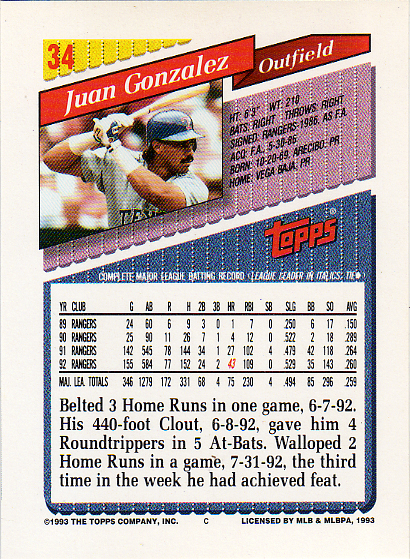 34
Juan Gonzalez
Outfield
HT: 6'3" WT: 210
BATS: RIGHT THROWS: RIGHT
SIGNED: RANGERS-1986, AS F.A.
ACQ: F.A., 5-30-86
BORN: 10-20-69, ARECIBO, PR
HOME: VEGA BAJA, PR
TEX
Topps®
COMPLETE MAJOR LEAGUE BATTING RECORD (LEAGUE LEADER IN ITALICS, TIE◆)
YR CLUB G AB R H 2B 3B HR RBI SB SLG BB SO AVG
89 RANGERS 24 60 6 9 3 0 1 7 0 .250 6 17 .150
90 RANGERS 25 90 11 26 7 1 4 12 0 .522 2 18 .289
91 RANGERS 142 545 78 144 34 1 27 102 4 .479 42 118 .264
92 RANGERS 155 584 77 152 24 2 43 109 0 .529 35 143 .260
MAJ. LEA. TOTALS 346 1279 172 331 68 4 75 230 4 .494 85 296 .259
Belted 3 Home Runs in one game, 6-7-92.
His 440-foot Clout, 6-8-92, gave him 4
Roundtrippers in 5 At-Bats. Walloped 2
Home Runs in a game, 7-31-92, the third
time in the week he had achieved feat.
©1993 THE TOPPS COMPANY, INC. C LICENSED BY MLB & MLBPA, 1993